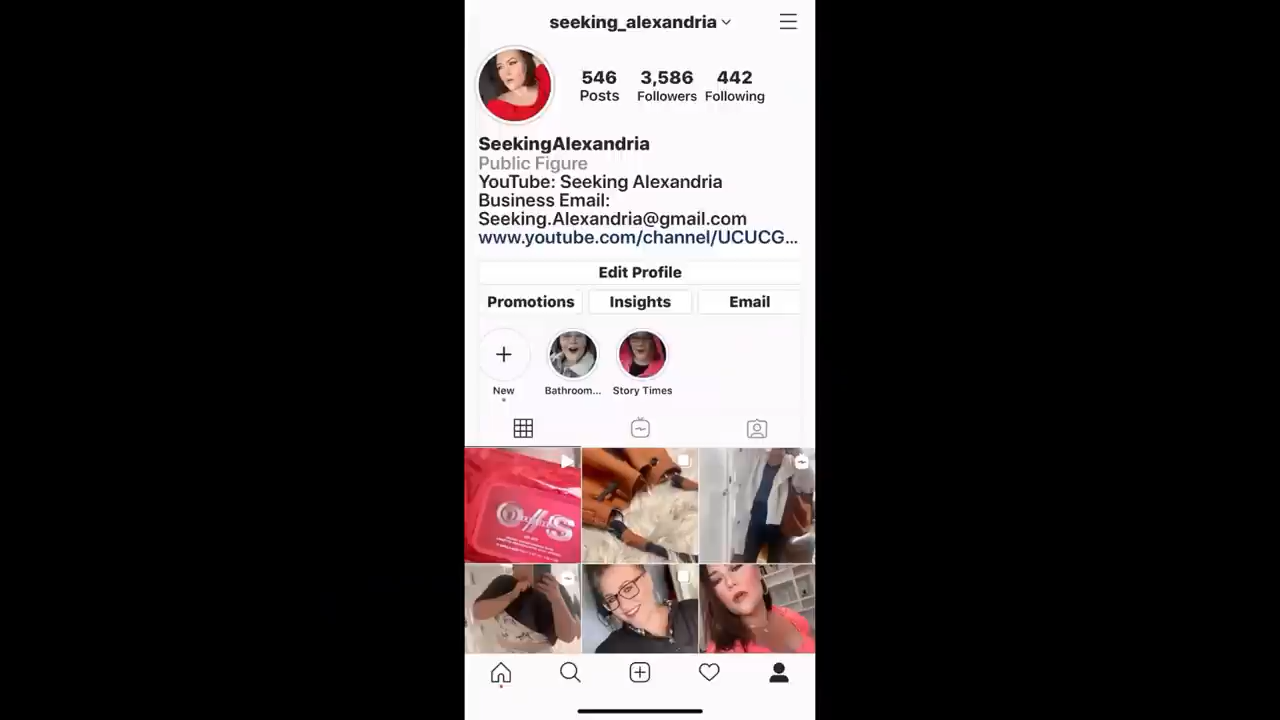 seeking_alexandria
546 3,586 442
Posts Followers Following
SeekingAlexandria
Public Figure
YouTube: Seeking Alexandria
Business Email:
Seeking.Alexandria@gmail.com
www.youtube.com/channel/UCUCG...
Edit Profile
Promotions Insights Email
New Bathroom... Story Times
O//S